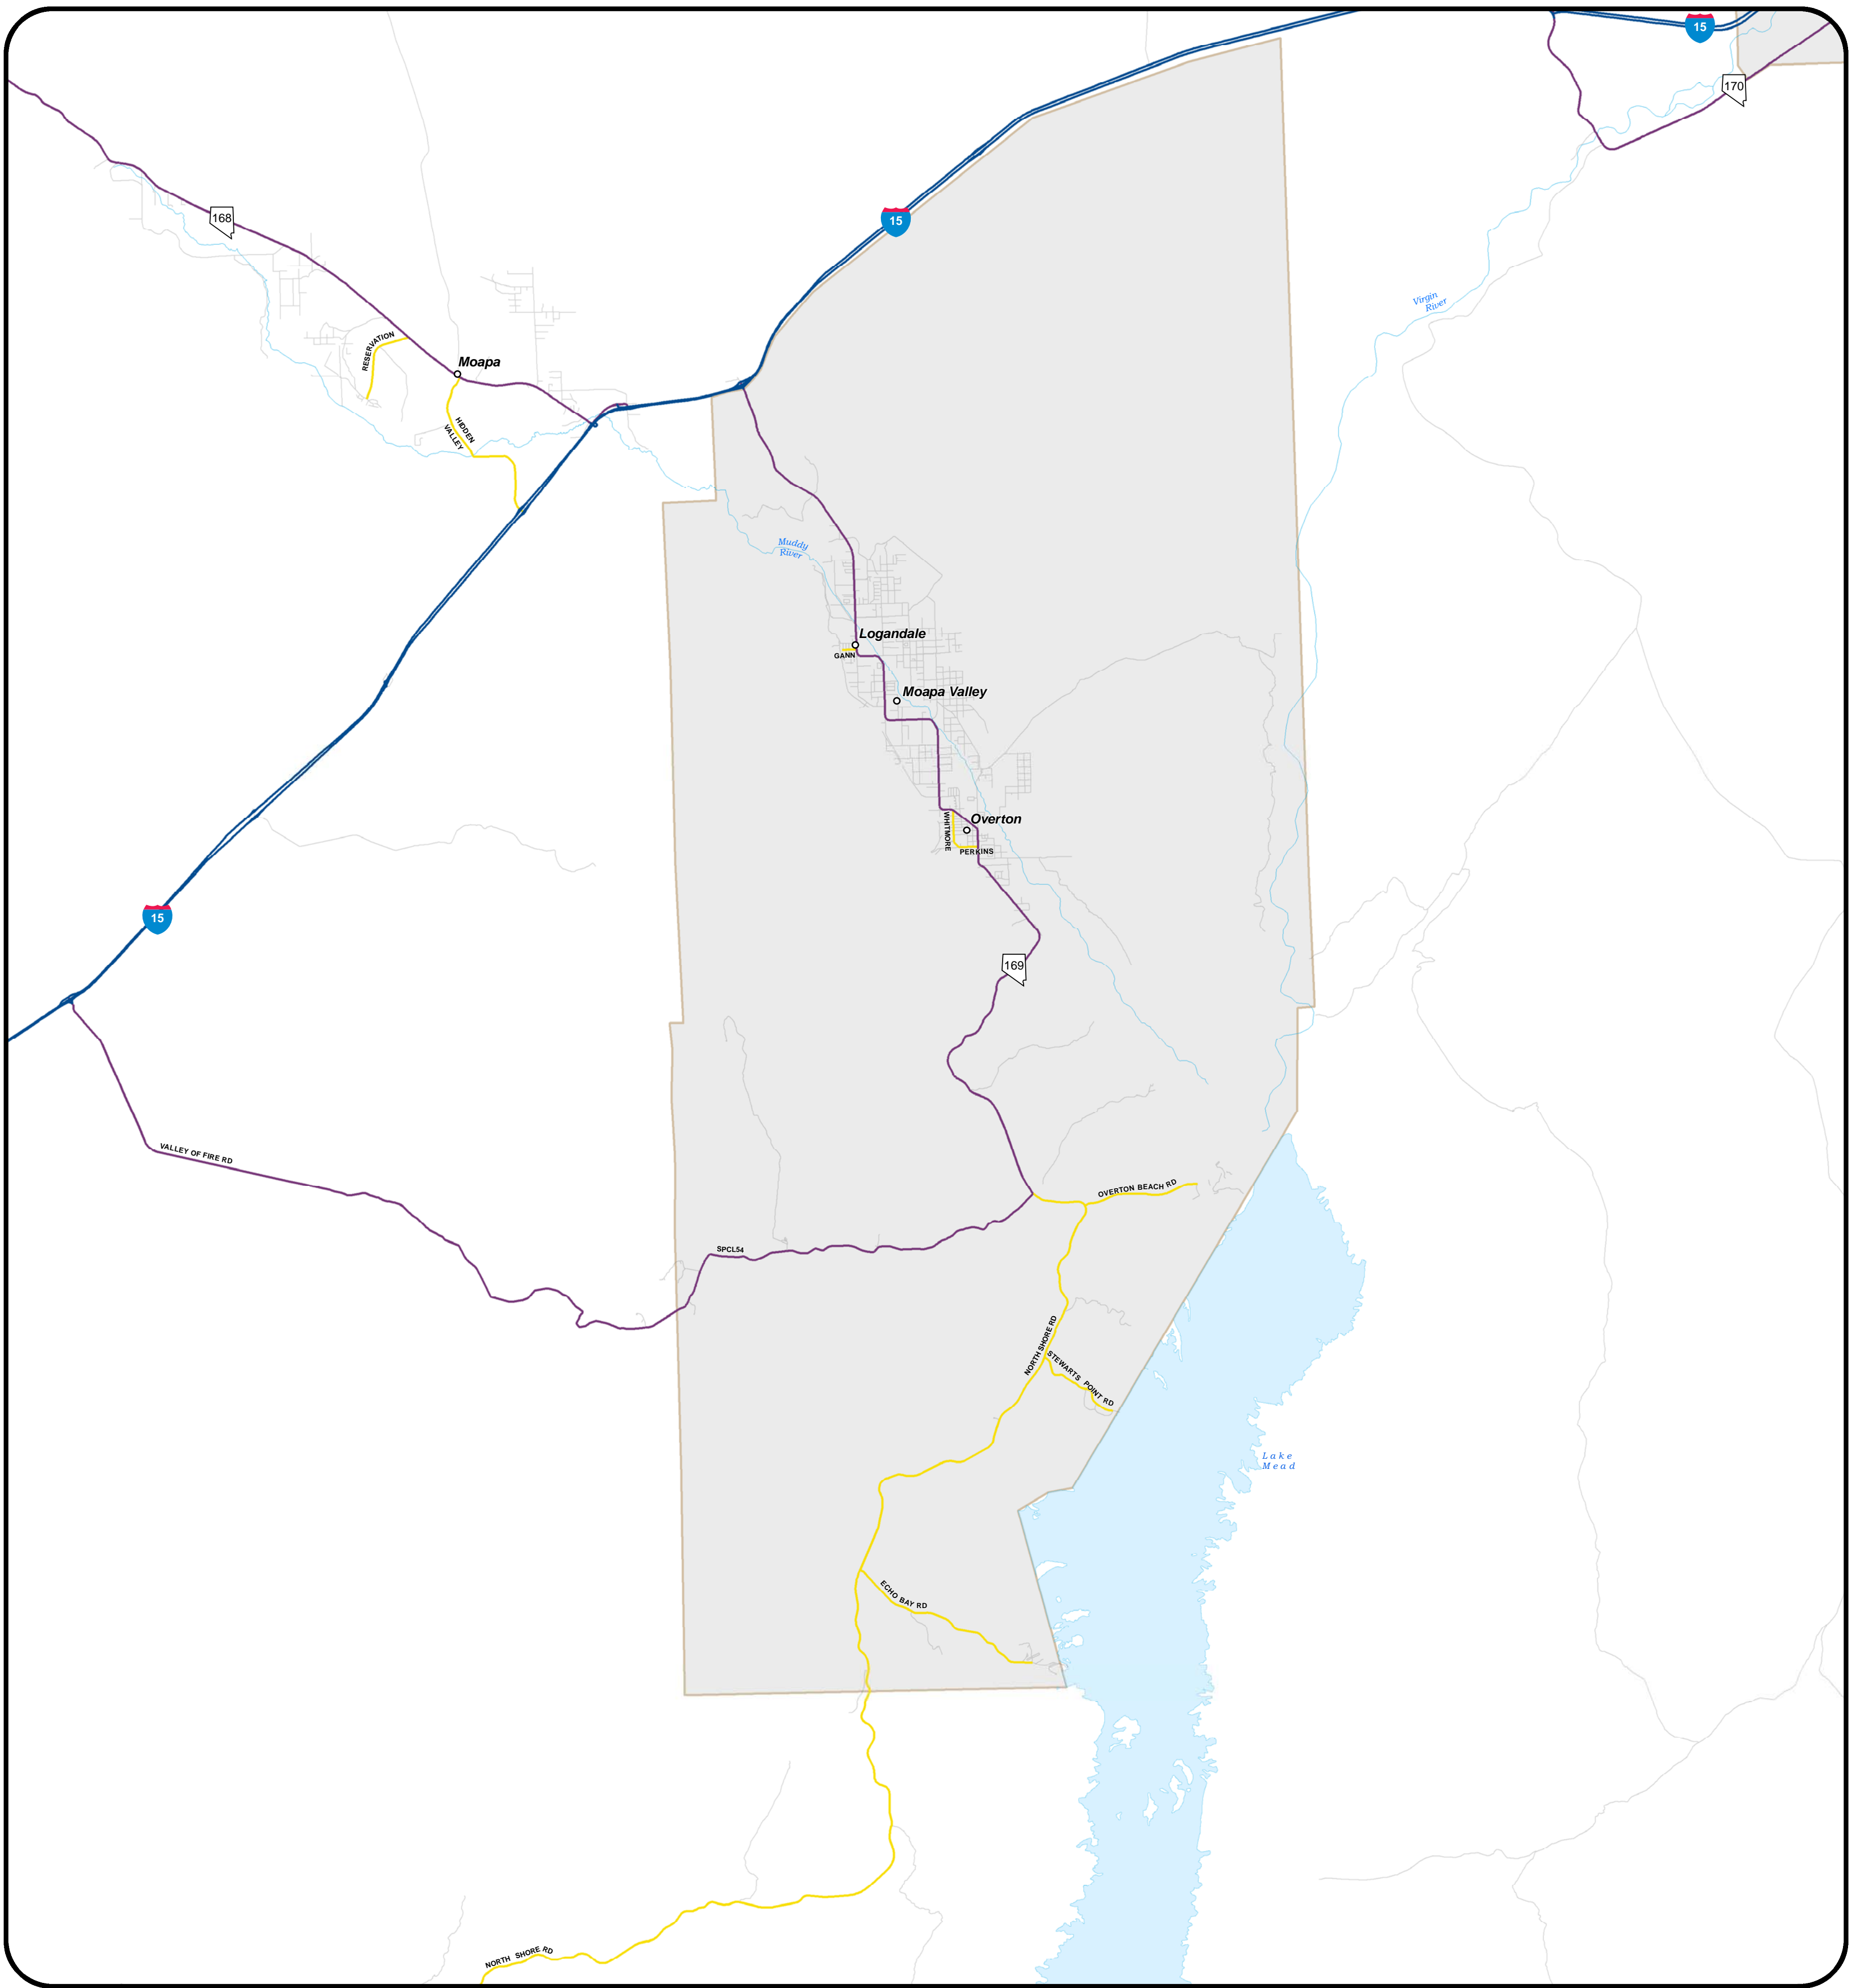 15
170
168
15
Virgin
River
RESERVATION
Moapa
HIDDEN
VALLEY
Muddy
River
Logandale
GANN
Moapa Valley
Overton
WHITMORE
PERKINS
15
169
VALLEY OF FIRE RD
OVERTON BEACH RD
SPCL54
NORTH SHORE RD
STEWARTS POINT RD
Lake
Mead
ECHO BAY RD
NORTH SHORE RD